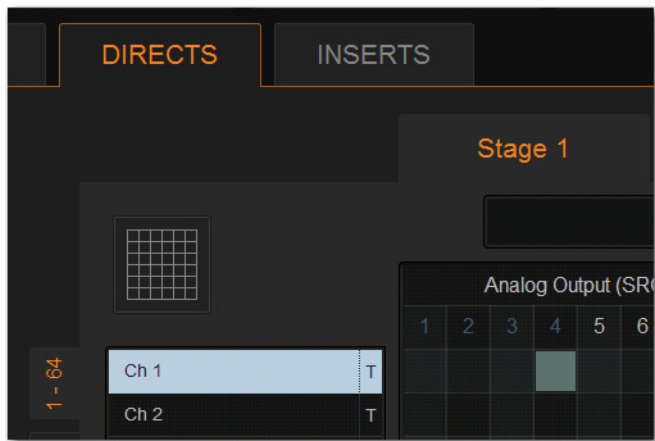 DIRECTS INSERTS
Stage 1
Analog Output (SR
1 2 3 4 5 6
1 - 64
Ch 1 T
Ch 2 T